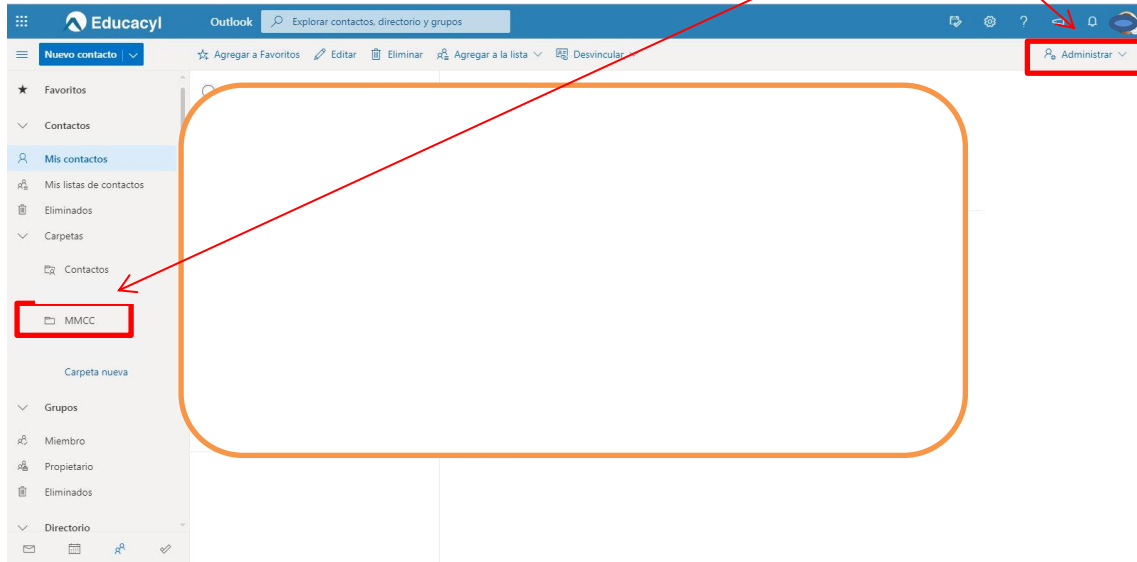 Educacyl
Outlook
Explorar contactos, directorio y grupos
?
Nuevo contacto
Agregar a Favoritos
Editar
Eliminar
Agregar a la lista
Desvincular
Administrar
Favoritos
Contactos
Mis contactos
Mis listas de contactos
Eliminados
Carpetas
Contactos
MMCC
Carpeta nueva
Grupos
Miembro
Propietario
Eliminados
Directorio